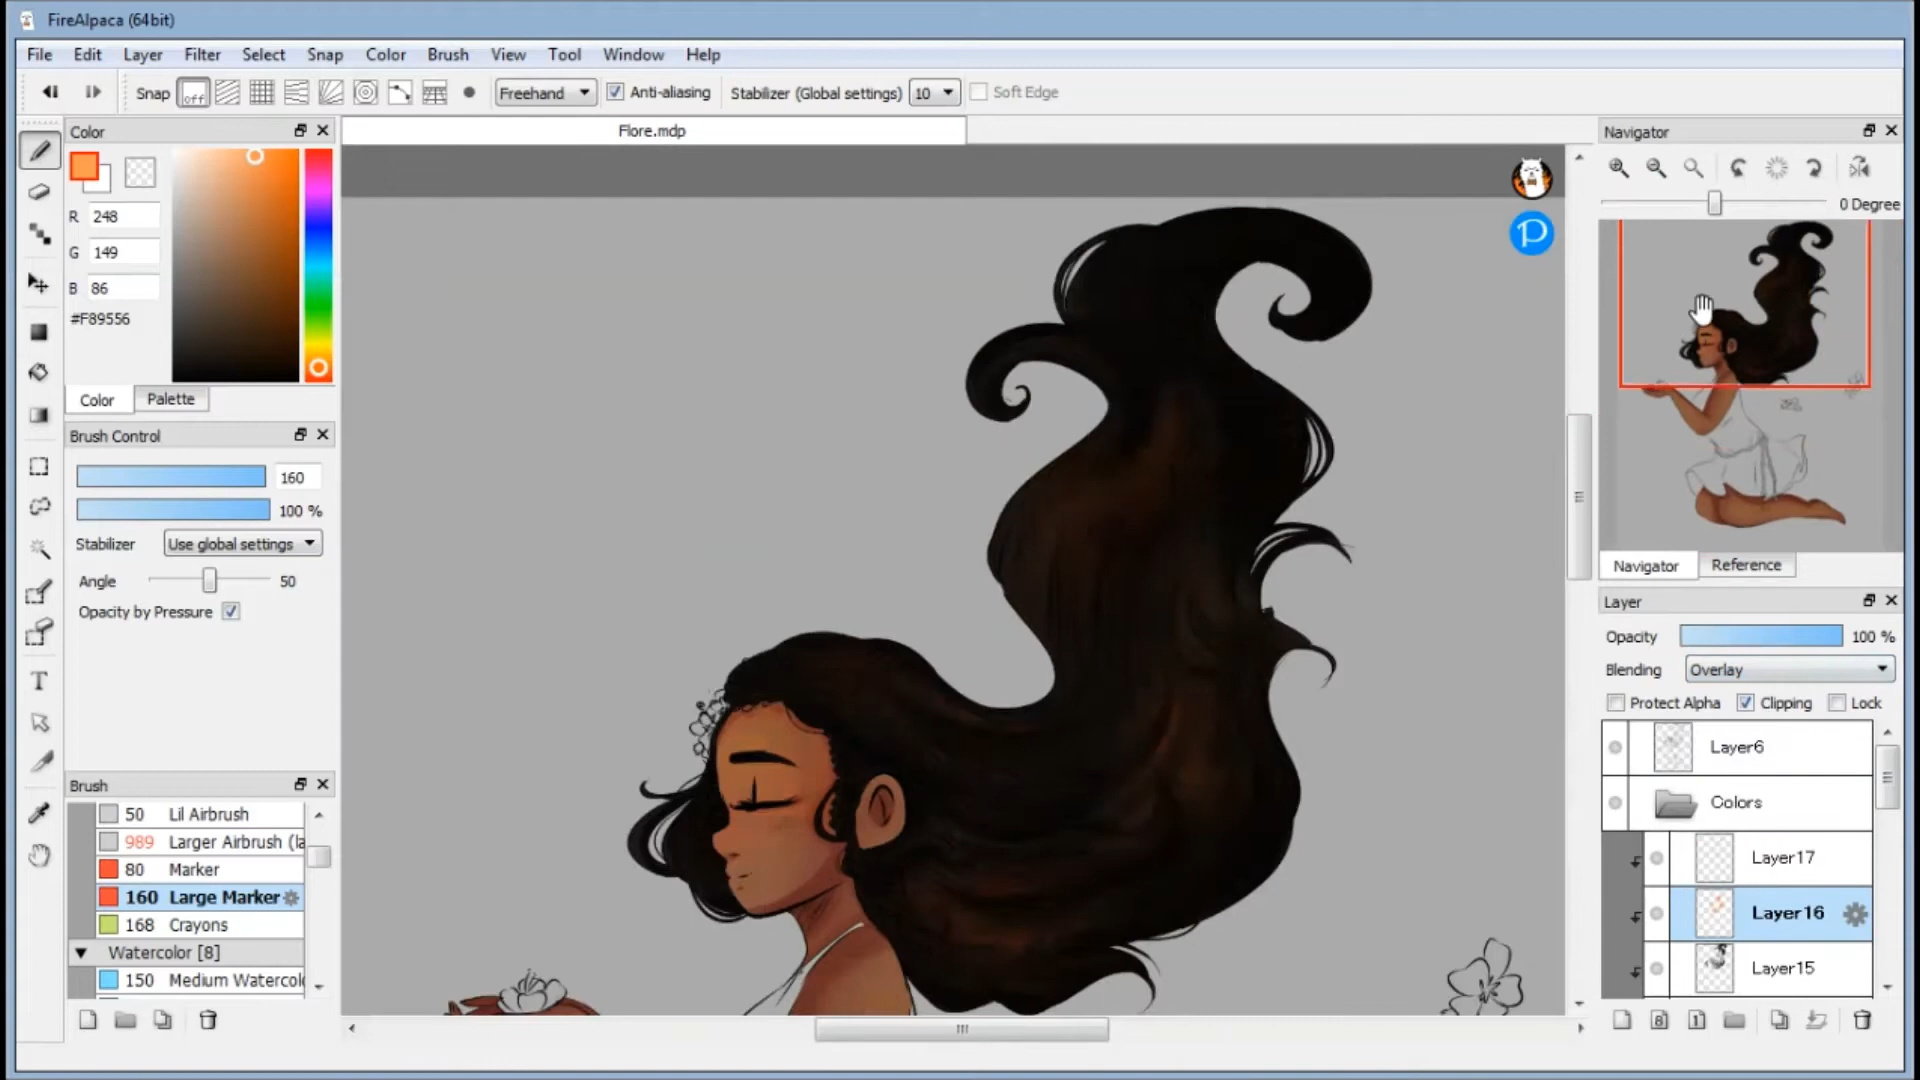 FireAlpaca (64bit)
File Edit Layer Filter Select Snap Color Brush View Tool Window Help
Snap off Freehand Anti-aliasing Stabilizer (Global settings) 10 Soft Edge
Color
Flore.mdp
Navigator
R 248
G 149
B 86
#F89556
0 Degree
Color Palette
Brush Control
160
100 %
Stabilizer Use global settings
Angle 50
Opacity by Pressure
Navigator Reference
Layer
Opacity 100 %
Blending Overlay
Protect Alpha Clipping Lock
Layer6
Colors
Layer17
Layer16
Layer15
Brush
50 Lil Airbrush
989 Larger Airbrush (la
80 Marker
160 Large Marker
168 Crayons
Watercolor [8]
150 Medium Waterco
P
8
1
T